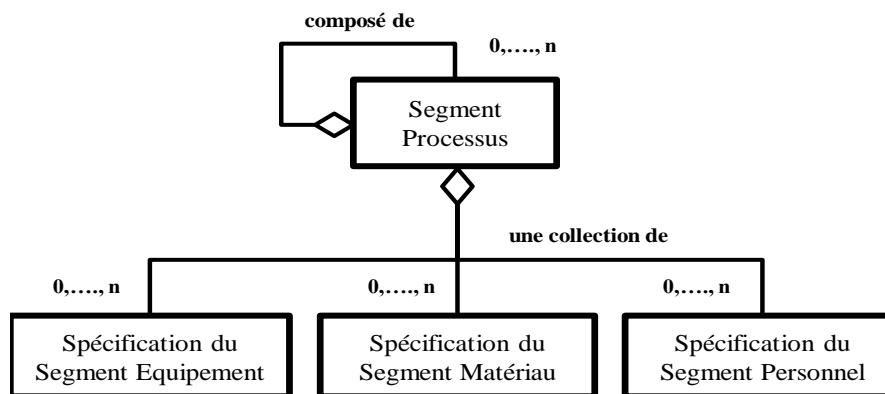 composé de
0,...., n
Segment
Processus
une collection de
0,...., n
0,...., n
0,...., n
Spécification du
Segment Equipement
Spécification du
Segment Matériau
Spécification du
Segment Personnel